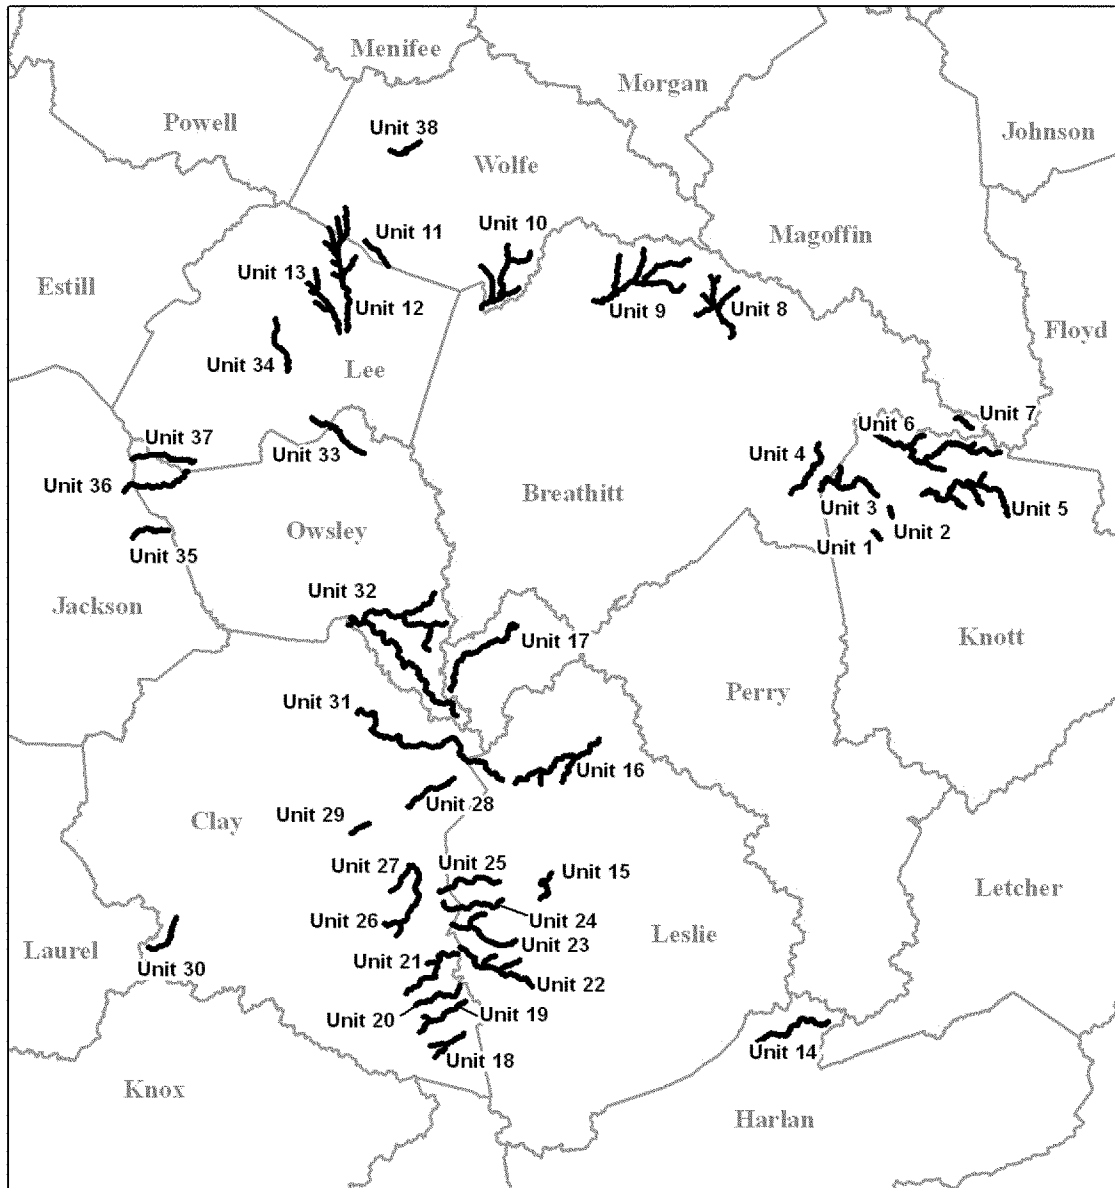 Menifee
Morgan
Powell
Unit 38
Johnson
Wolfe
Unit 10
Unit 11
Magoffin
Unit 13
Estill
Unit 12
Unit 9
Unit 8
Floyd
Unit 34
Lee
Unit 7
Unit 6
Unit 37
Unit 33
Unit 4
Unit 36
Breathitt
Unit 3
Unit 5
Owsley
Unit 2
Unit 35
Unit 1
Unit 32
Jackson
Unit 17
Knott
Perry
Unit 31
Unit 16
Unit 28
Unit 29
Clay
Unit 27
Unit 25
Unit 15
Letcher
Unit 26
Unit 24
Leslie
Unit 23
Laurel
Unit 21
Unit 30
Unit 22
Unit 20
Unit 19
Unit 14
Unit 18
Knox
Harlan